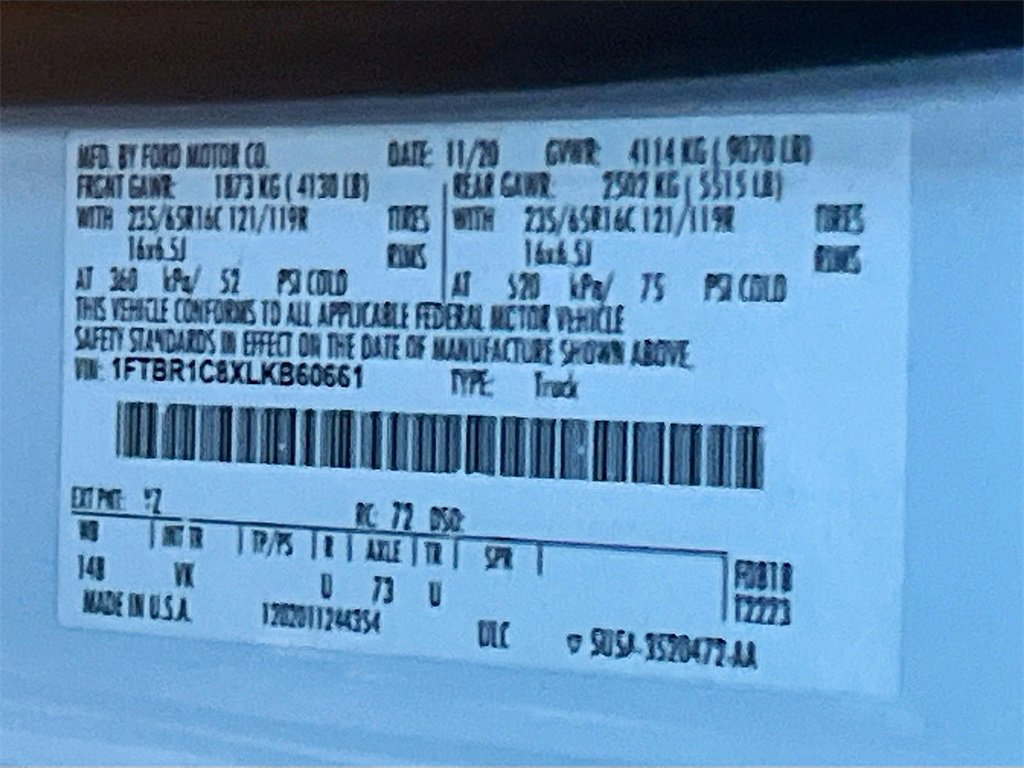 MFD. BY FORD MOTOR CO. DATE: 11/20 GVWR: 4114 KG ( 9070 LB)
FRONT GAWR: 1873 KG ( 4130 LB) REAR GAWR: 2502 KG ( 5515 LB)
WITH 235/65R16C 121/119R TIRES WITH 235/65R16C 121/119R TIRES
16x6.5J RIMS 16x6.5J RIMS
AT 360 kPa/ 52 PSI COLD AT 520 kPa/ 75 PSI COLD
THIS VEHICLE CONFORMS TO ALL APPLICABLE FEDERAL MOTOR VEHICLE
SAFETY STANDARDS IN EFFECT ON THE DATE OF MANUFACTURE SHOWN ABOVE.
VIN: 1FTBR1C8XLKB60661 TYPE: Truck
EXT PNT: YZ RC: 72 DSO:
WB INT TR TP/PS R AXLE TR SPR
148 VK U 73 U F0818
T2223
MADE IN U.S.A. ULC 5U5A-3520472-AA